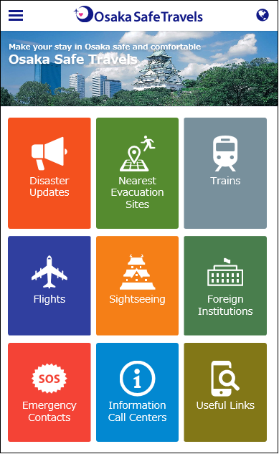 Osaka Safe Travels
Make your stay in Osaka safe and comfortable
Osaka Safe Travels
Disaster
Updates
Nearest
Evacuation
Sites
Trains
Flights
Sightseeing
Foreign
Institutions
SOS
Emergency
Contacts
Information
Call Centers
Useful Links